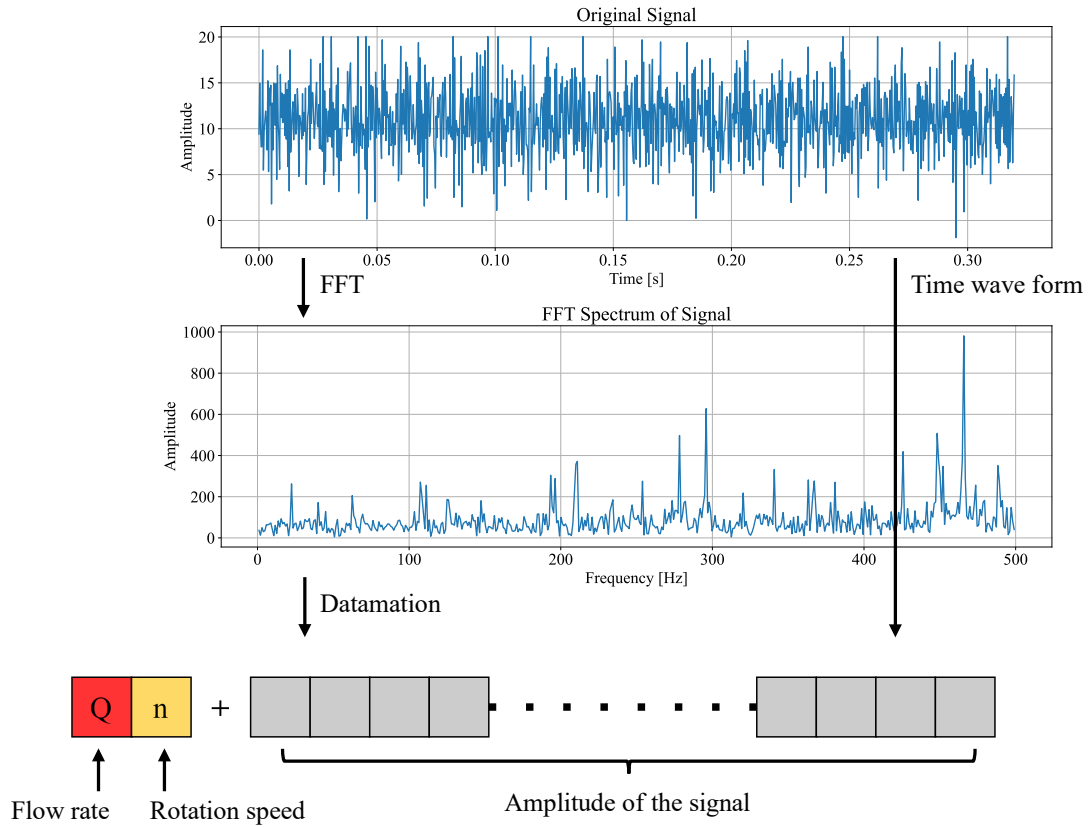 Original Signal
20
15
10
5
0
Amplitude
0.00 0.05 0.10 0.15 0.20 0.25 0.30
Time [s]
FFT
Time wave form
FFT Spectrum of Signal
1000
800
600
400
200
0
Amplitude
0 100 200 300 400 500
Frequency [Hz]
Datamation
Q n +
Flow rate
Rotation speed
Amplitude of the signal